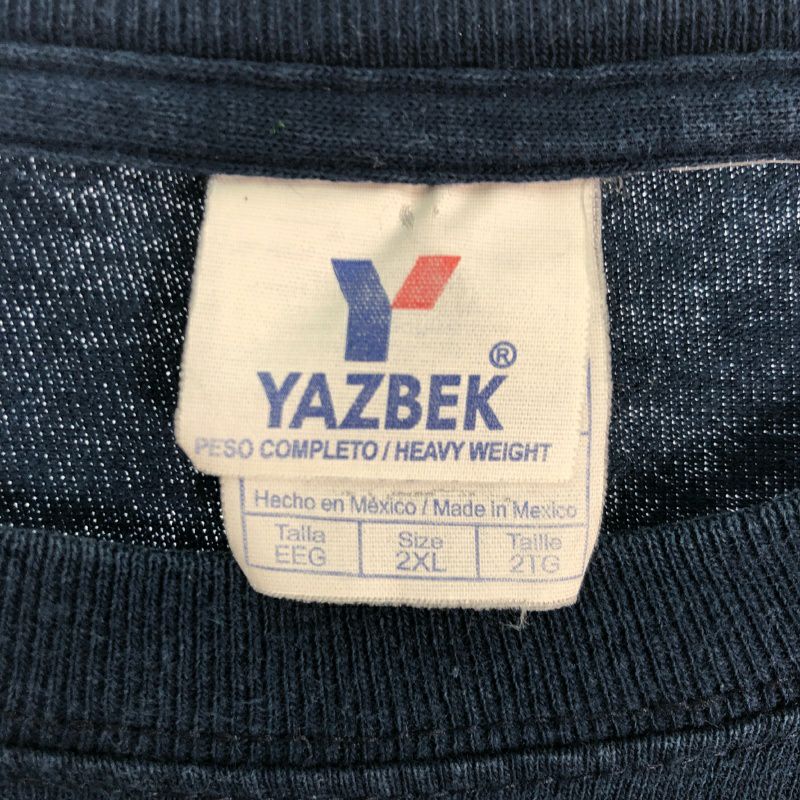 Y
YAZBEK®
PESO COMPLETO / HEAVY WEIGHT
Hecho en México / Made in Mexico
Talla Size Taille
EEG 2XL 2TG